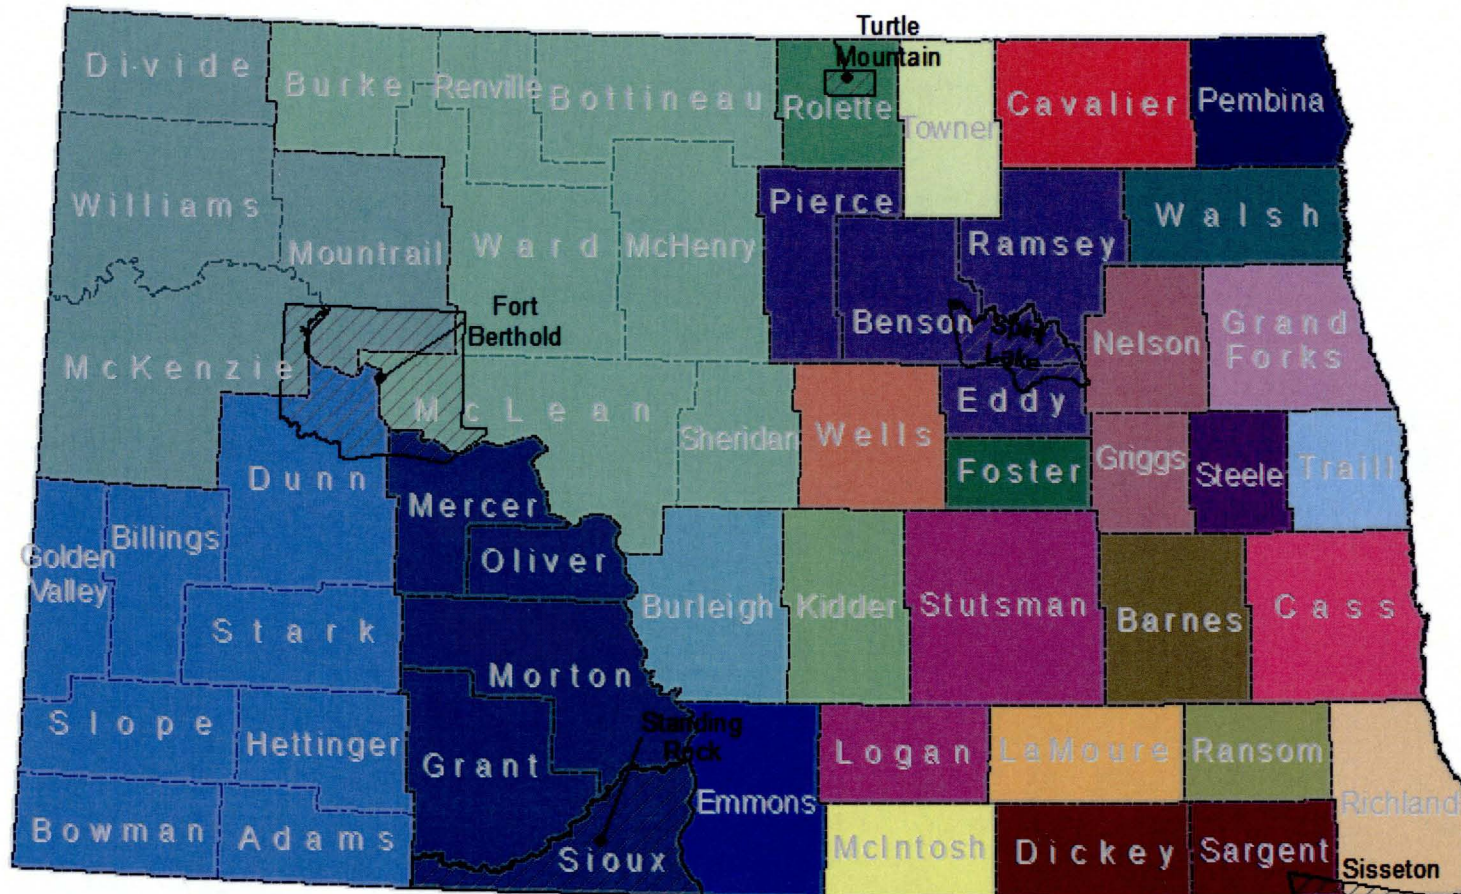 Turtle
Mountain
Divide
Burke
Renville
Bottineau
Rolette
Towner
Cavalier
Pembina
Williams
Mountrail
Ward
McHenry
Pierce
Ramsey
Walsh
Fort
Berthold
Benson
Spirit
Lake
Nelson
Grand
Forks
McKenzie
McLean
Sheridan
Wells
Eddy
Foster
Griggs
Steele
Traill
Dunn
Mercer
Oliver
Golden
Valley
Billings
Stark
Burleigh
Kidder
Stutsman
Barnes
Cass
Morton
Slope
Hettinger
Grant
Standing
Rock
Logan
LaMoure
Ransom
Richland
Emmons
Bowman
Adams
Sioux
McIntosh
Dickey
Sargent
Sisseton